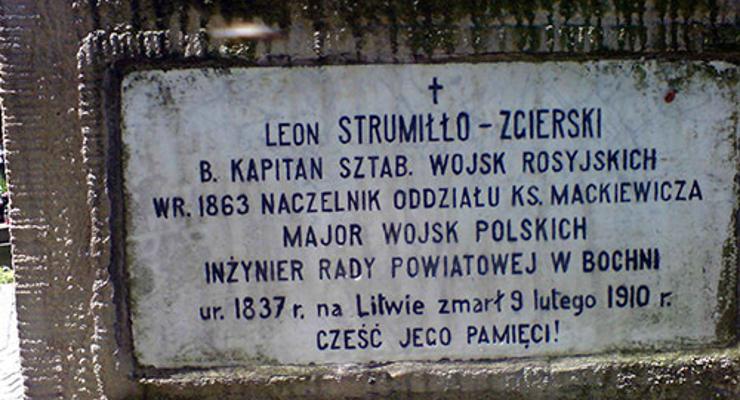 LEON STRUMIŁŁO - ZGIERSKI
B. KAPITAN SZTAB. WOJSK ROSYJSKICH
WR. 1863 NACZELNIK ODDZIAŁU KS. MACKIEWICZA
MAJOR WOJSK POLSKICH
INŻYNIER RADY POWIATOWEJ W BOCHNI
ur. 1837 r. na Litwie zmarł 9 lutego 1910 r.
CZEŚĆ JEGO PAMIĘCI!